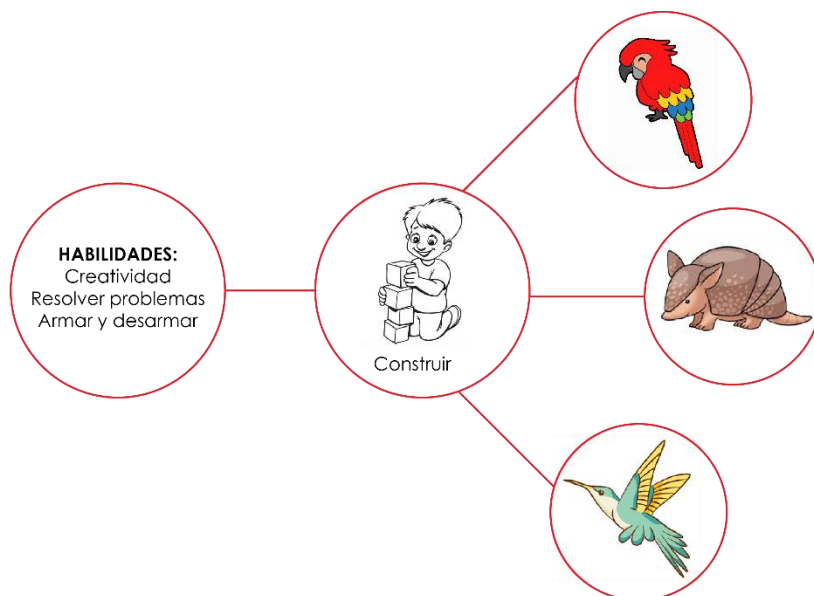 HABILIDADES:
Creatividad
Resolver problemas
Armar y desarmar
Construir